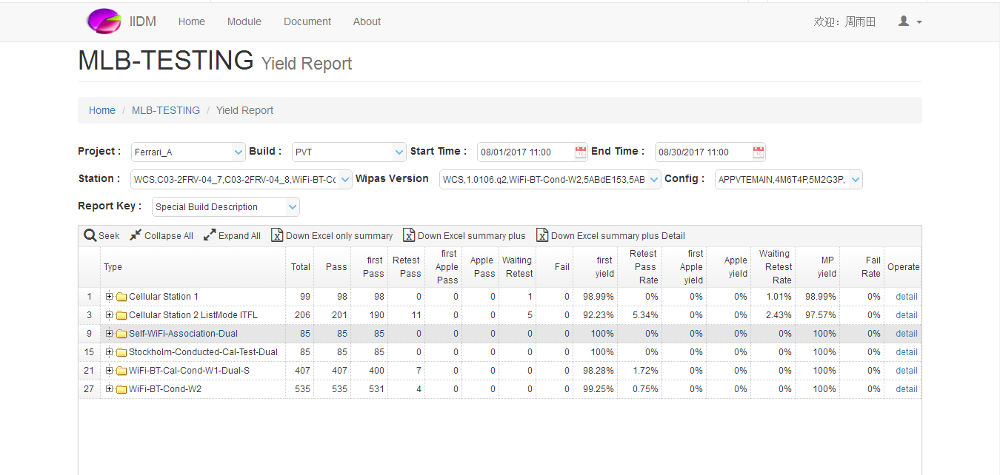 IIDM Home Module Document About 欢迎：周雨田
MLB-TESTING Yield Report
Home / MLB-TESTING / Yield Report
Project : Ferrari_A Build : PVT Start Time : 08/01/2017 11:00 End Time : 08/30/2017 11:00
Station : WCS,C03-2FRV-04_7,C03-2FRV-04_8,WiFi-BT-Co Wipas Version WCS,1.0106.q2,WiFi-BT-Cond-W2,5ABdE153,5AB Config : APPVTEMAIN,4M6T4P,5M2G3P,
Report Key : Special Build Description
Seek Collapse All Expand All Down Excel only summary Down Excel summary plus Down Excel summary plus Detail
Type Total Pass first Pass Retest Pass first Apple Pass Apple Pass Waiting Retest Fail first yield Retest Pass Rate first Apple yield Apple yield Waiting Retest Rate MP yield Fail Rate Operate
1 Cellular Station 1 99 98 98 0 0 0 1 0 98.99% 0% 0% 0% 1.01% 98.99% 0% detail
3 Cellular Station 2 ListMode ITFL 206 201 190 11 0 0 5 0 92.23% 5.34% 0% 0% 2.43% 97.57% 0% detail
9 Self-WiFi-Association-Dual 85 85 85 0 0 0 0 0 100% 0% 0% 0% 0% 100% 0% detail
15 Stockholm-Conducted-Cal-Test-Dual 85 85 85 0 0 0 0 0 100% 0% 0% 0% 0% 100% 0% detail
21 WiFi-BT-Cal-Cond-W1-Dual-S 407 407 400 7 0 0 0 0 98.28% 1.72% 0% 0% 0% 100% 0% detail
27 WiFi-BT-Cond-W2 535 535 531 4 0 0 0 0 99.25% 0.75% 0% 0% 0% 100% 0% detail